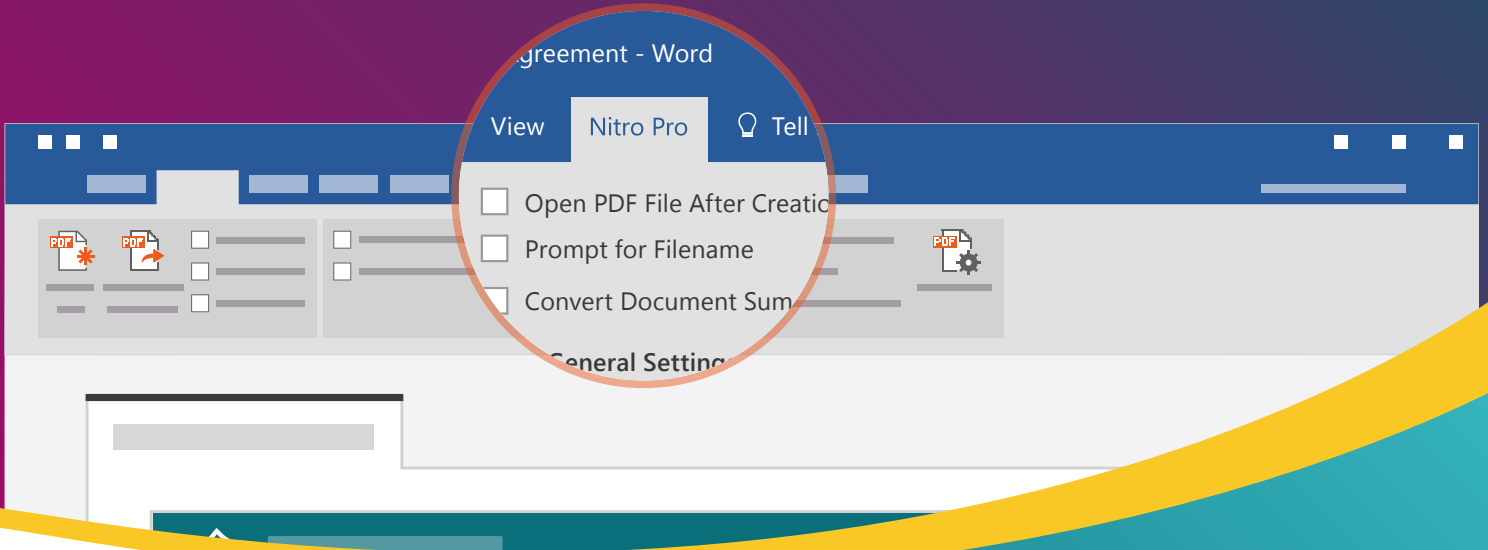 greement - Word
View Nitro Pro Tell
Open PDF File After Creatio
Prompt for Filename
Convert Document Sum
General Setting
PDF PDF PDF